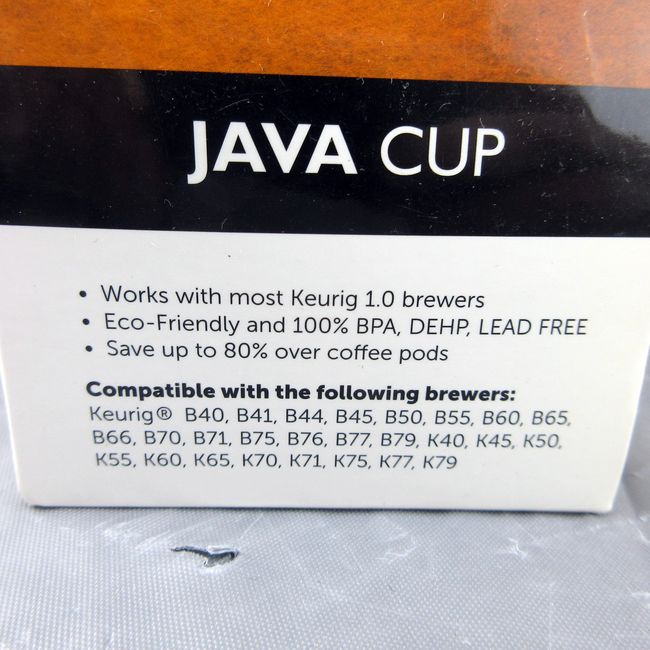 JAVA CUP
• Works with most Keurig 1.0 brewers
• Eco-Friendly and 100% BPA, DEHP, LEAD FREE
• Save up to 80% over coffee pods
Compatible with the following brewers:
Keurig® B40, B41, B44, B45, B50, B55, B60, B65,
B66, B70, B71, B75, B76, B77, B79, K40, K45, K50,
K55, K60, K65, K70, K71, K75, K77, K79